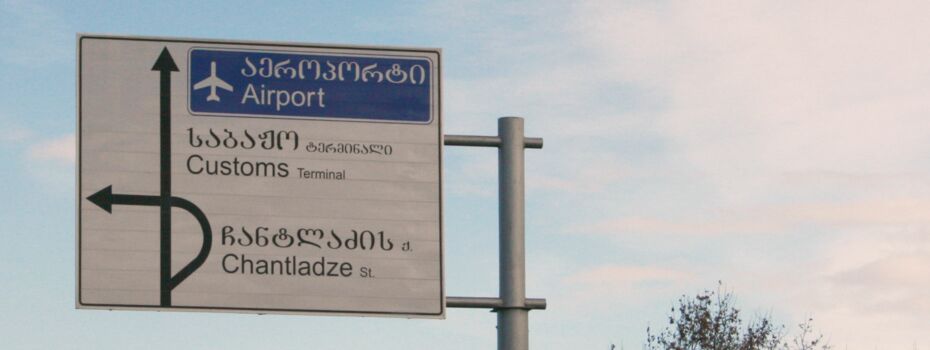 აეროპორტი
Airport
საბაჟო ტერმინალი
Customs Terminal
ჩანტლაძის ქ.
Chantladze St.